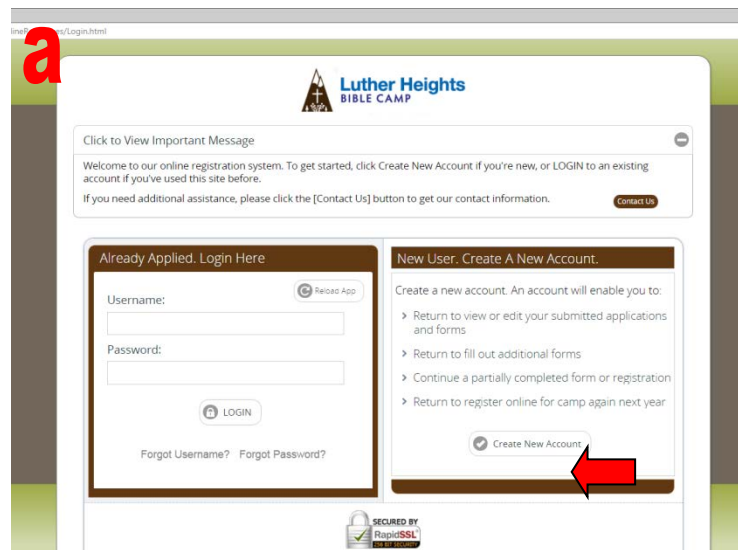 a
Login.html
Luther Heights
BIBLE CAMP
Click to View Important Message
Welcome to our online registration system. To get started, click Create New Account if you're new, or LOGIN to an existing
account if you've used this site before.
If you need additional assistance, please click the [Contact Us] button to get our contact information.
Contact Us
Already Applied. Login Here
Reload App
Username:
Password:
LOGIN
Forgot Username? Forgot Password?
New User. Create A New Account.
Create a new account. An account will enable you to:
> Return to view or edit your submitted applications
and forms
> Return to fill out additional forms
> Continue a partially completed form or registration
> Return to register online for camp again next year
Create New Account
SECURED BY
RapidSSL
256 BIT SECURITY